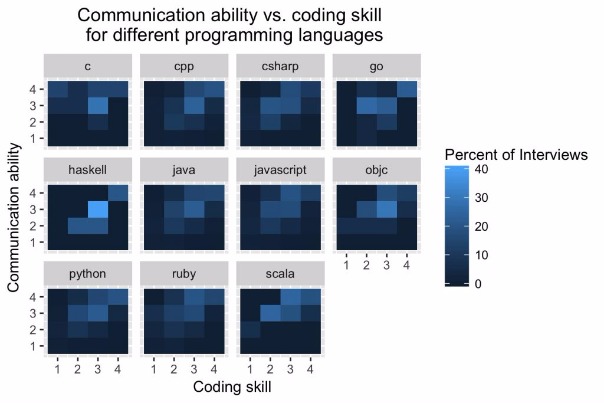 Communication ability vs. coding skill
for different programming languages
c cpp csharp go
4
3
2
1
haskell java javascript objc
4
3
2
1
1 2 3 4
python ruby scala
4
3
2
1
1 2 3 4 1 2 3 4 1 2 3 4
Coding skill
Communication ability
Percent of Interviews
40
30
20
10
0